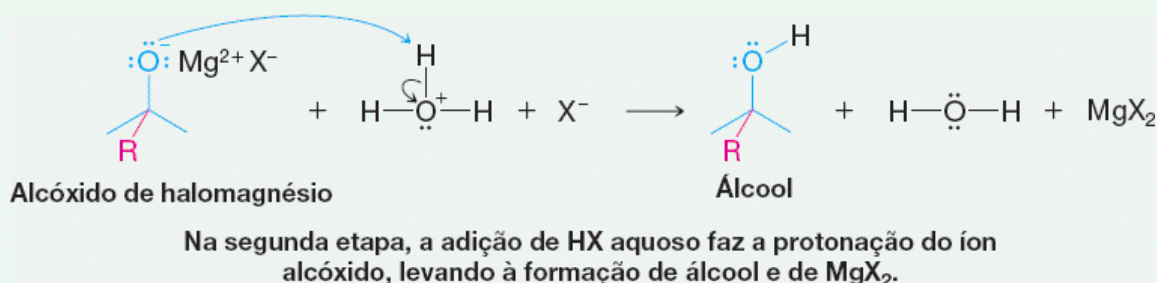 :Ö:⁻ Mg²⁺ X⁻ + H—O⁺(H)—H + X⁻ ⟶ :Ö—H + H—Ö—H + MgX₂
R R
Alcóxido de halomagnésio Álcool
Na segunda etapa, a adição de HX aquoso faz a protonação do íon
alcóxido, levando à formação de álcool e de MgX₂.